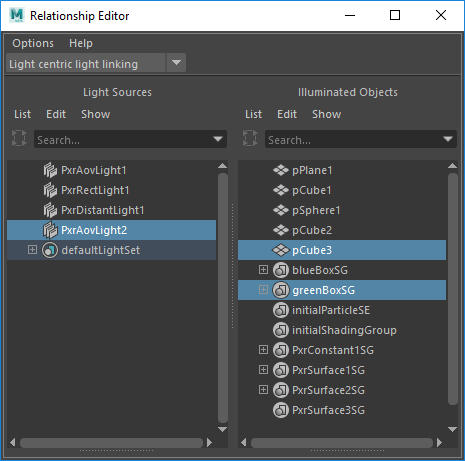 Relationship Editor
Options Help
Light centric light linking
Light Sources
List Edit Show
Search...
PxrAovLight1
PxrRectLight1
PxrDistantLight1
PxrAovLight2
defaultLightSet
Illuminated Objects
List Edit Show
Search...
pPlane1
pCube1
pSphere1
pCube2
pCube3
blueBoxSG
greenBoxSG
initialParticleSE
initialShadingGroup
PxrConstant1SG
PxrSurface1SG
PxrSurface2SG
PxrSurface3SG